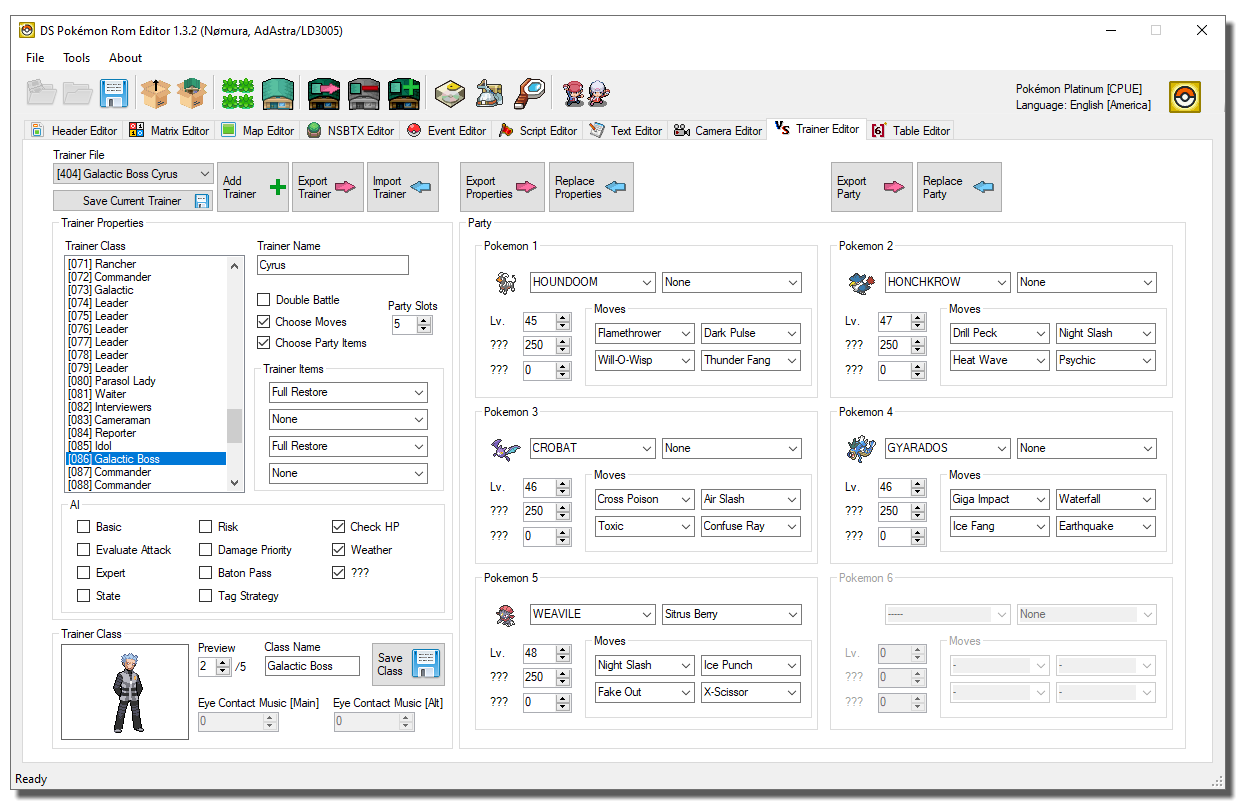 DS Pokémon Rom Editor 1.3.2 (Nømura, AdAstra/LD3005)
File Tools About
Pokémon Platinum [CPUE]
Language: English [America]
Header Editor Matrix Editor Map Editor NSBTX Editor Event Editor Script Editor Text Editor Camera Editor VS Trainer Editor [6] Table Editor
Trainer File
[404] Galactic Boss Cyrus
Save Current Trainer
Add Trainer
Export Trainer
Import Trainer
Export Properties
Replace Properties
Export Party
Replace Party
Trainer Properties
Trainer Class
[071] Rancher
[072] Commander
[073] Galactic
[074] Leader
[075] Leader
[076] Leader
[077] Leader
[078] Leader
[079] Leader
[080] Parasol Lady
[081] Waiter
[082] Interviewers
[083] Cameraman
[084] Reporter
[085] Idol
[086] Galactic Boss
[087] Commander
[088] Commander
Trainer Name
Cyrus
Double Battle
Choose Moves
Choose Party Items
Party Slots
5
Trainer Items
Full Restore
None
Full Restore
None
AI
Basic Risk Check HP
Evaluate Attack Damage Priority Weather
Expert Baton Pass ???
State Tag Strategy
Trainer Class
Preview
2 /5
Class Name
Galactic Boss
Save Class
Eye Contact Music [Main] Eye Contact Music [Alt]
0 0
Party
Pokemon 1
HOUNDOOM None
Lv. 45
??? 250
??? 0
Moves
Flamethrower Dark Pulse
Will-O-Wisp Thunder Fang
Pokemon 2
HONCHKROW None
Lv. 47
??? 250
??? 0
Moves
Drill Peck Night Slash
Heat Wave Psychic
Pokemon 3
CROBAT None
Lv. 46
??? 250
??? 0
Moves
Cross Poison Air Slash
Toxic Confuse Ray
Pokemon 4
GYARADOS None
Lv. 46
??? 250
??? 0
Moves
Giga Impact Waterfall
Ice Fang Earthquake
Pokemon 5
WEAVILE Sitrus Berry
Lv. 48
??? 250
??? 0
Moves
Night Slash Ice Punch
Fake Out X-Scissor
Pokemon 6
----- None
Lv. 0
??? 0
??? 0
Moves
- -
- -
Ready